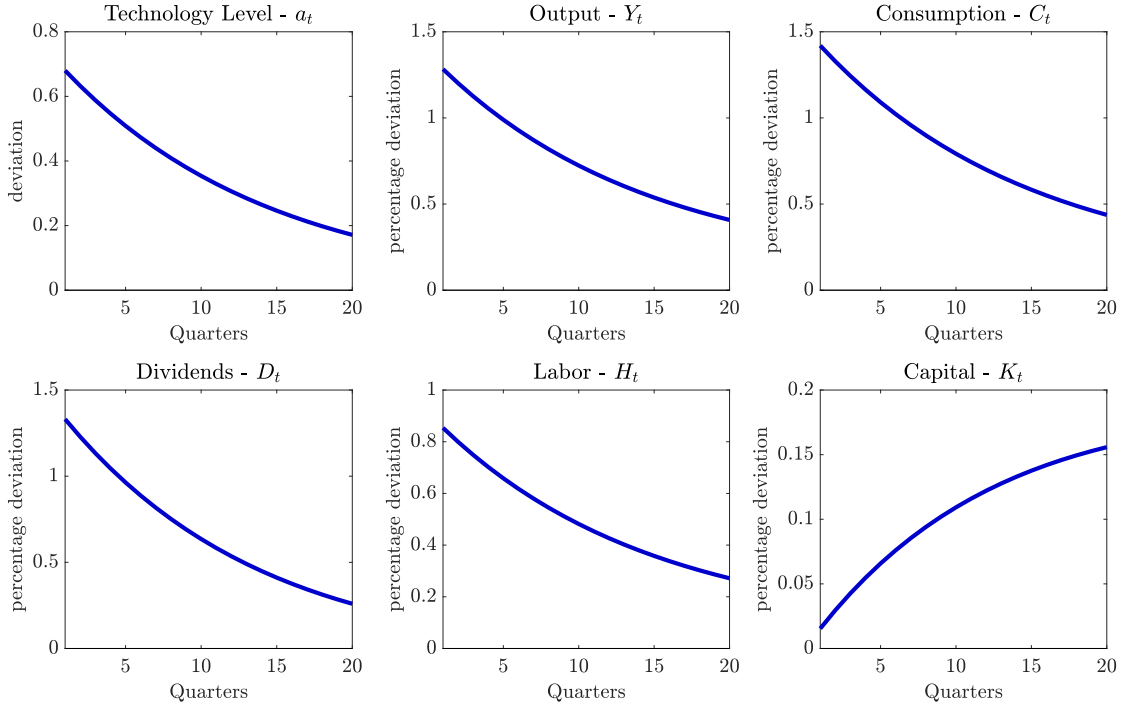 Technology Level - a_t
deviation
0.8
0.6
0.4
0.2
0
5 10 15 20
Quarters
Output - Y_t
percentage deviation
1.5
1
0.5
0
5 10 15 20
Quarters
Consumption - C_t
percentage deviation
1.5
1
0.5
0
5 10 15 20
Quarters
Dividends - D_t
percentage deviation
1.5
1
0.5
0
5 10 15 20
Quarters
Labor - H_t
percentage deviation
1
0.8
0.6
0.4
0.2
0
5 10 15 20
Quarters
Capital - K_t
percentage deviation
0.2
0.15
0.1
0.05
0
5 10 15 20
Quarters